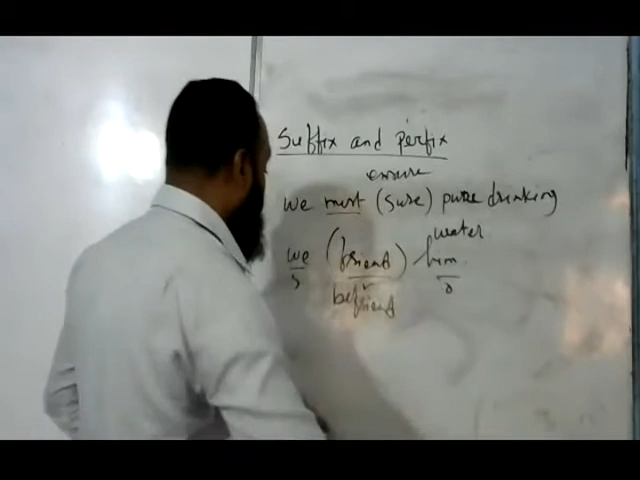 Suffix and perfix
ensure
we must (sure) pure drinking
water
we (friend) him.
S V O
befriend